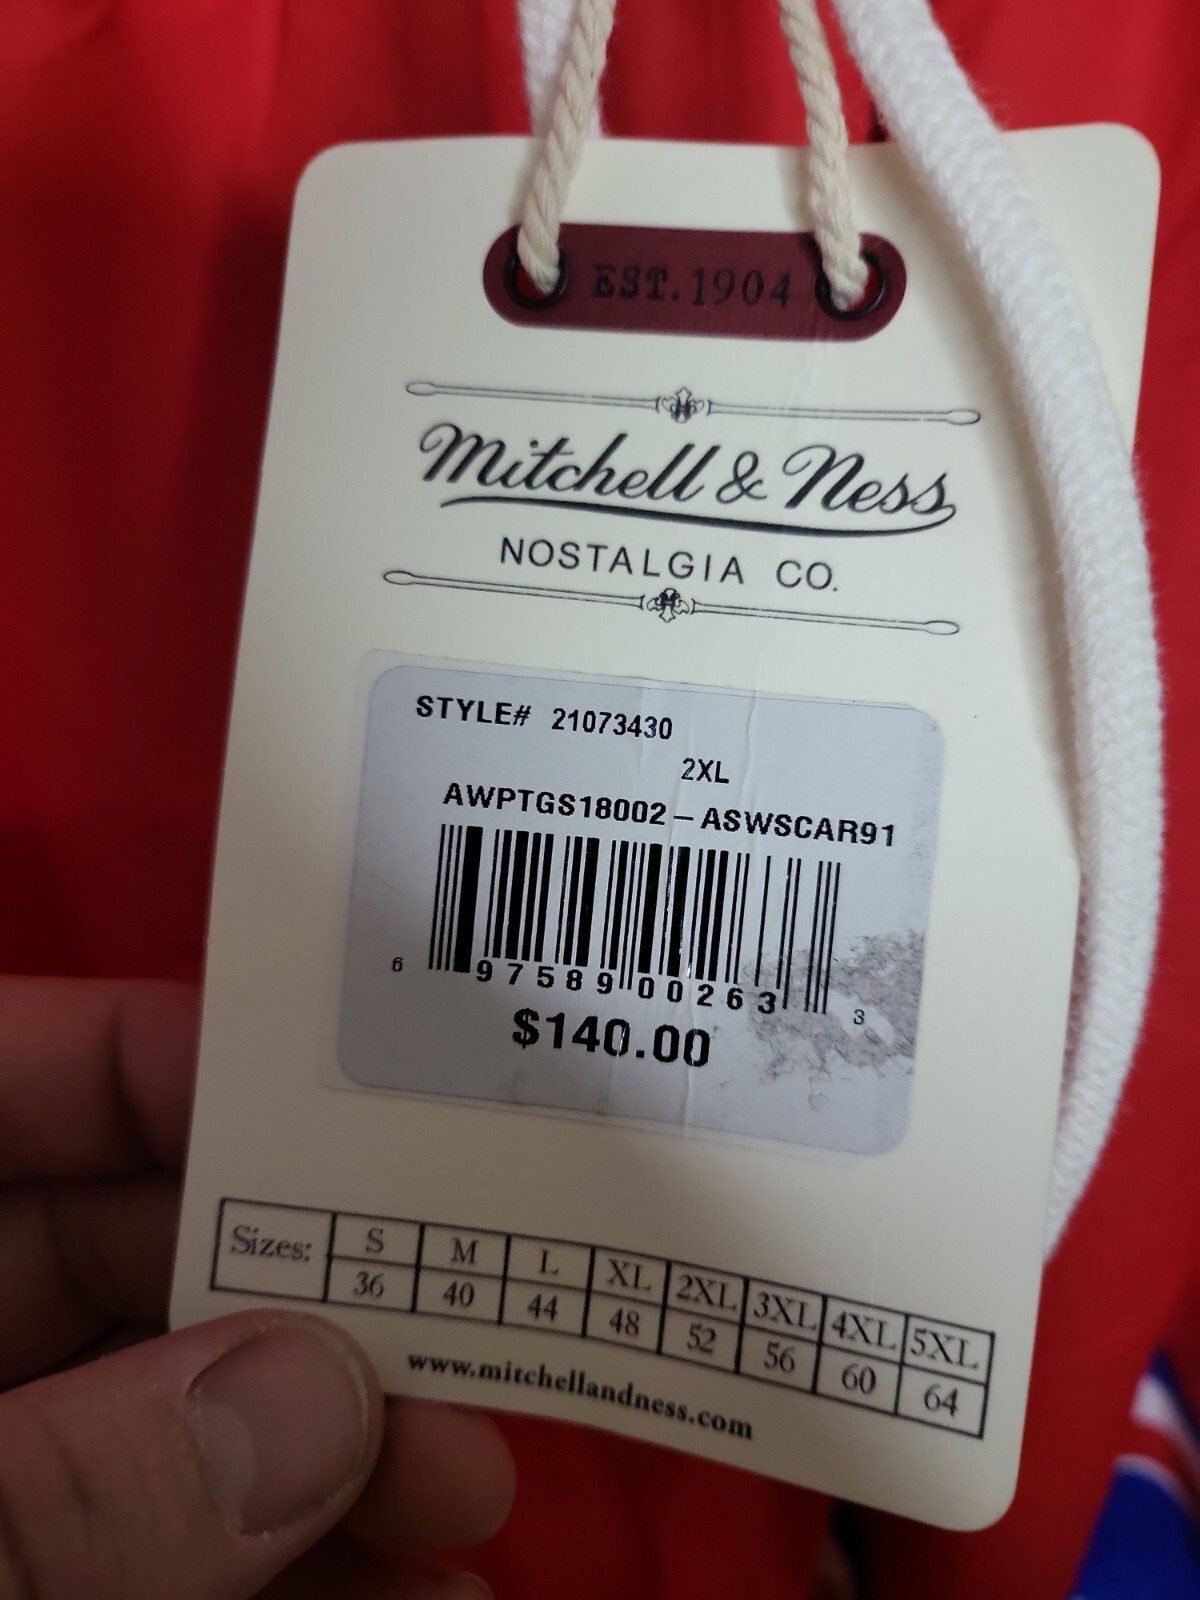 EST. 1904
Mitchell & Ness
NOSTALGIA CO.
STYLE# 21073430
2XL
AWPTGS18002-ASWSCAR91
6 97589 00263 3
$140.00
Sizes: S M L XL 2XL 3XL 4XL 5XL
36 40 44 48 52 56 60 64
www.mitchellandness.com